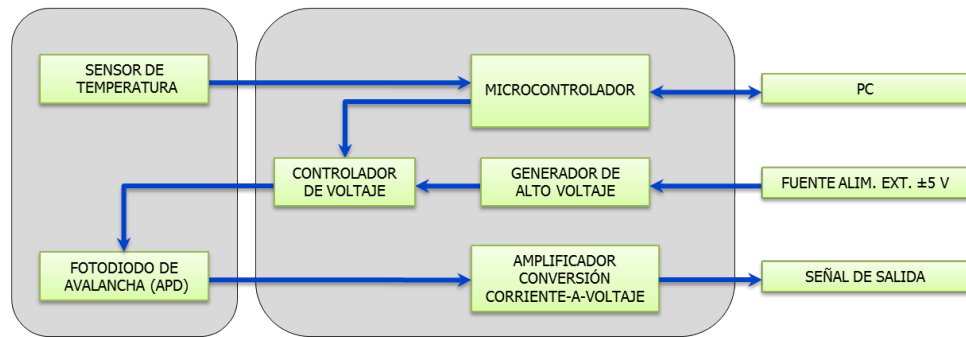 SENSOR DE
TEMPERATURA
MICROCONTROLADOR
PC
CONTROLADOR
DE VOLTAJE
GENERADOR DE
ALTO VOLTAJE
FUENTE ALIM. EXT. ±5 V
FOTODIODO DE
AVALANCHA (APD)
AMPLIFICADOR
CONVERSIÓN
CORRIENTE-A-VOLTAJE
SEÑAL DE SALIDA